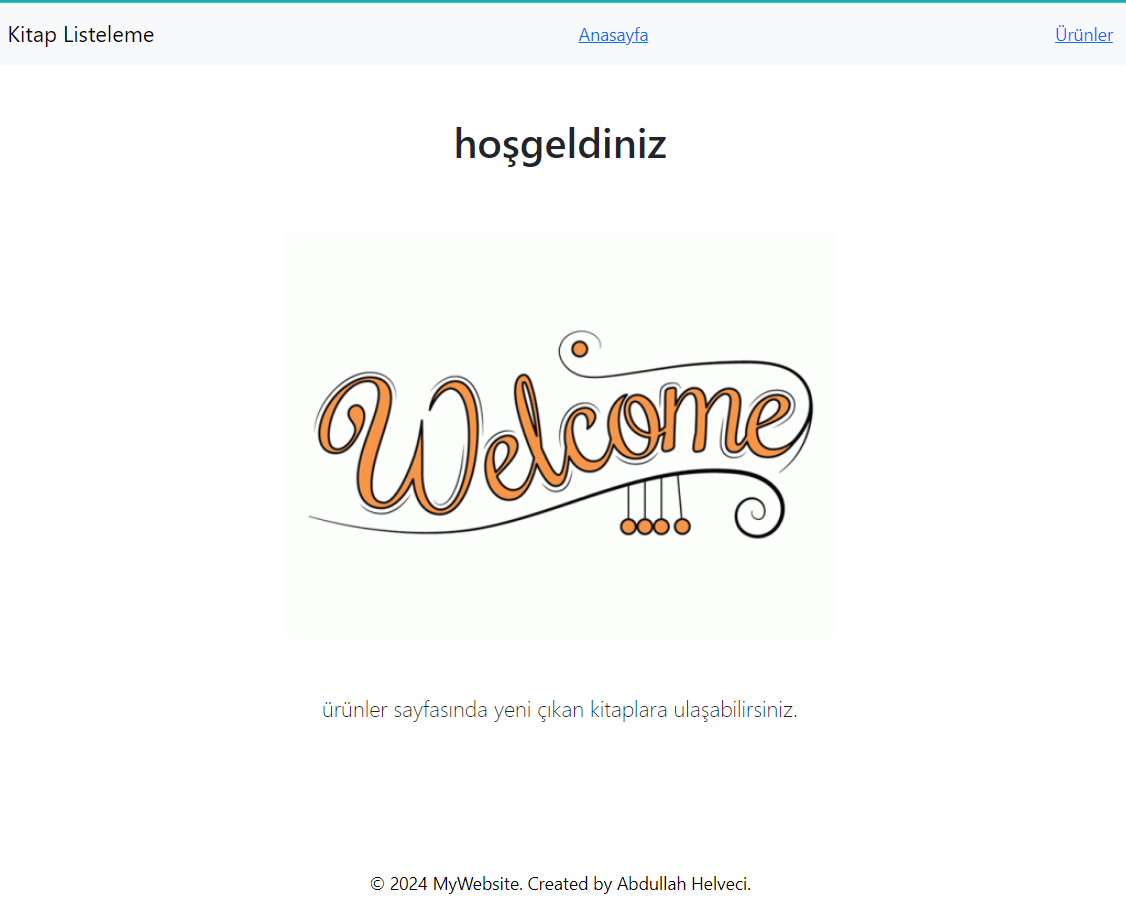 Kitap Listeleme Anasayfa Ürünler
hoşgeldiniz
Welcome
ürünler sayfasında yeni çıkan kitaplara ulaşabilirsiniz.
© 2024 MyWebsite. Created by Abdullah Helveci.